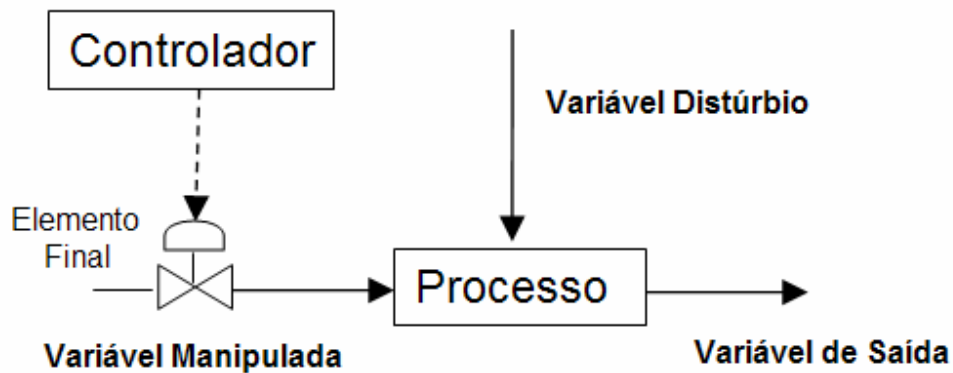 Controlador
Variável Distúrbio
Elemento
Final
Processo
Variável Manipulada
Variável de Saída